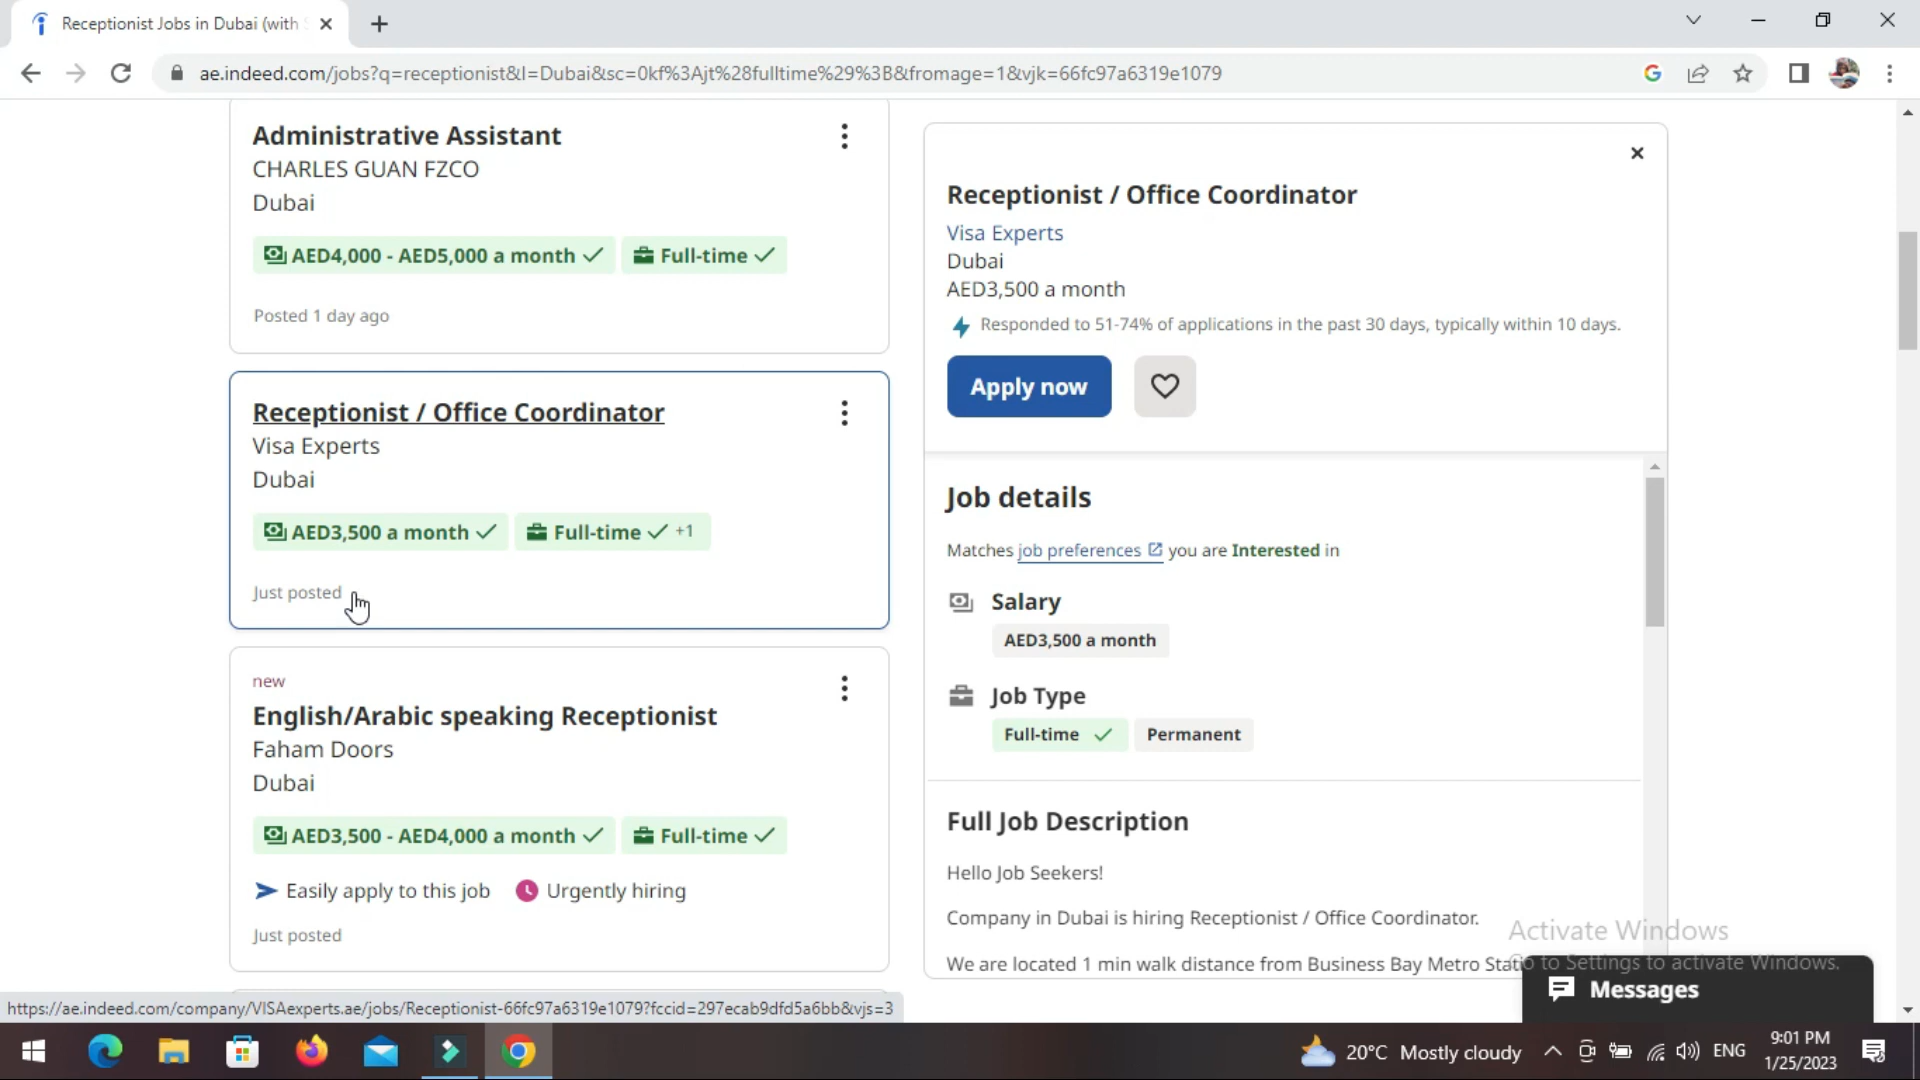 Receptionist Jobs in Dubai (with
ae.indeed.com/jobs?q=receptionist&l=Dubai&sc=0kf%3Ajt%28fulltime%29%3B&fromage=1&vjk=66fc97a6319e1079
Administrative Assistant
CHARLES GUAN FZCO
Dubai
AED4,000 - AED5,000 a month
Full-time
Posted 1 day ago
Receptionist / Office Coordinator
Visa Experts
Dubai
AED3,500 a month
Full-time +1
Just posted
new
English/Arabic speaking Receptionist
Faham Doors
Dubai
AED3,500 - AED4,000 a month
Full-time
Easily apply to this job
Urgently hiring
Just posted
Receptionist / Office Coordinator
Visa Experts
Dubai
AED3,500 a month
Responded to 51-74% of applications in the past 30 days, typically within 10 days.
Apply now
Job details
Matches job preferences you are Interested in
Salary
AED3,500 a month
Job Type
Full-time
Permanent
Full Job Description
Hello Job Seekers!
Company in Dubai is hiring Receptionist / Office Coordinator.
We are located 1 min walk distance from Business Bay Metro
Activate Windows
to Settings to activate Windows.
Messages
https://ae.indeed.com/company/VISAexperts.ae/jobs/Receptionist-66fc97a6319e1079?fccid=297ecab9dfd5a6bb&vjs=3
20°C Mostly cloudy
ENG
9:01 PM
1/25/2023